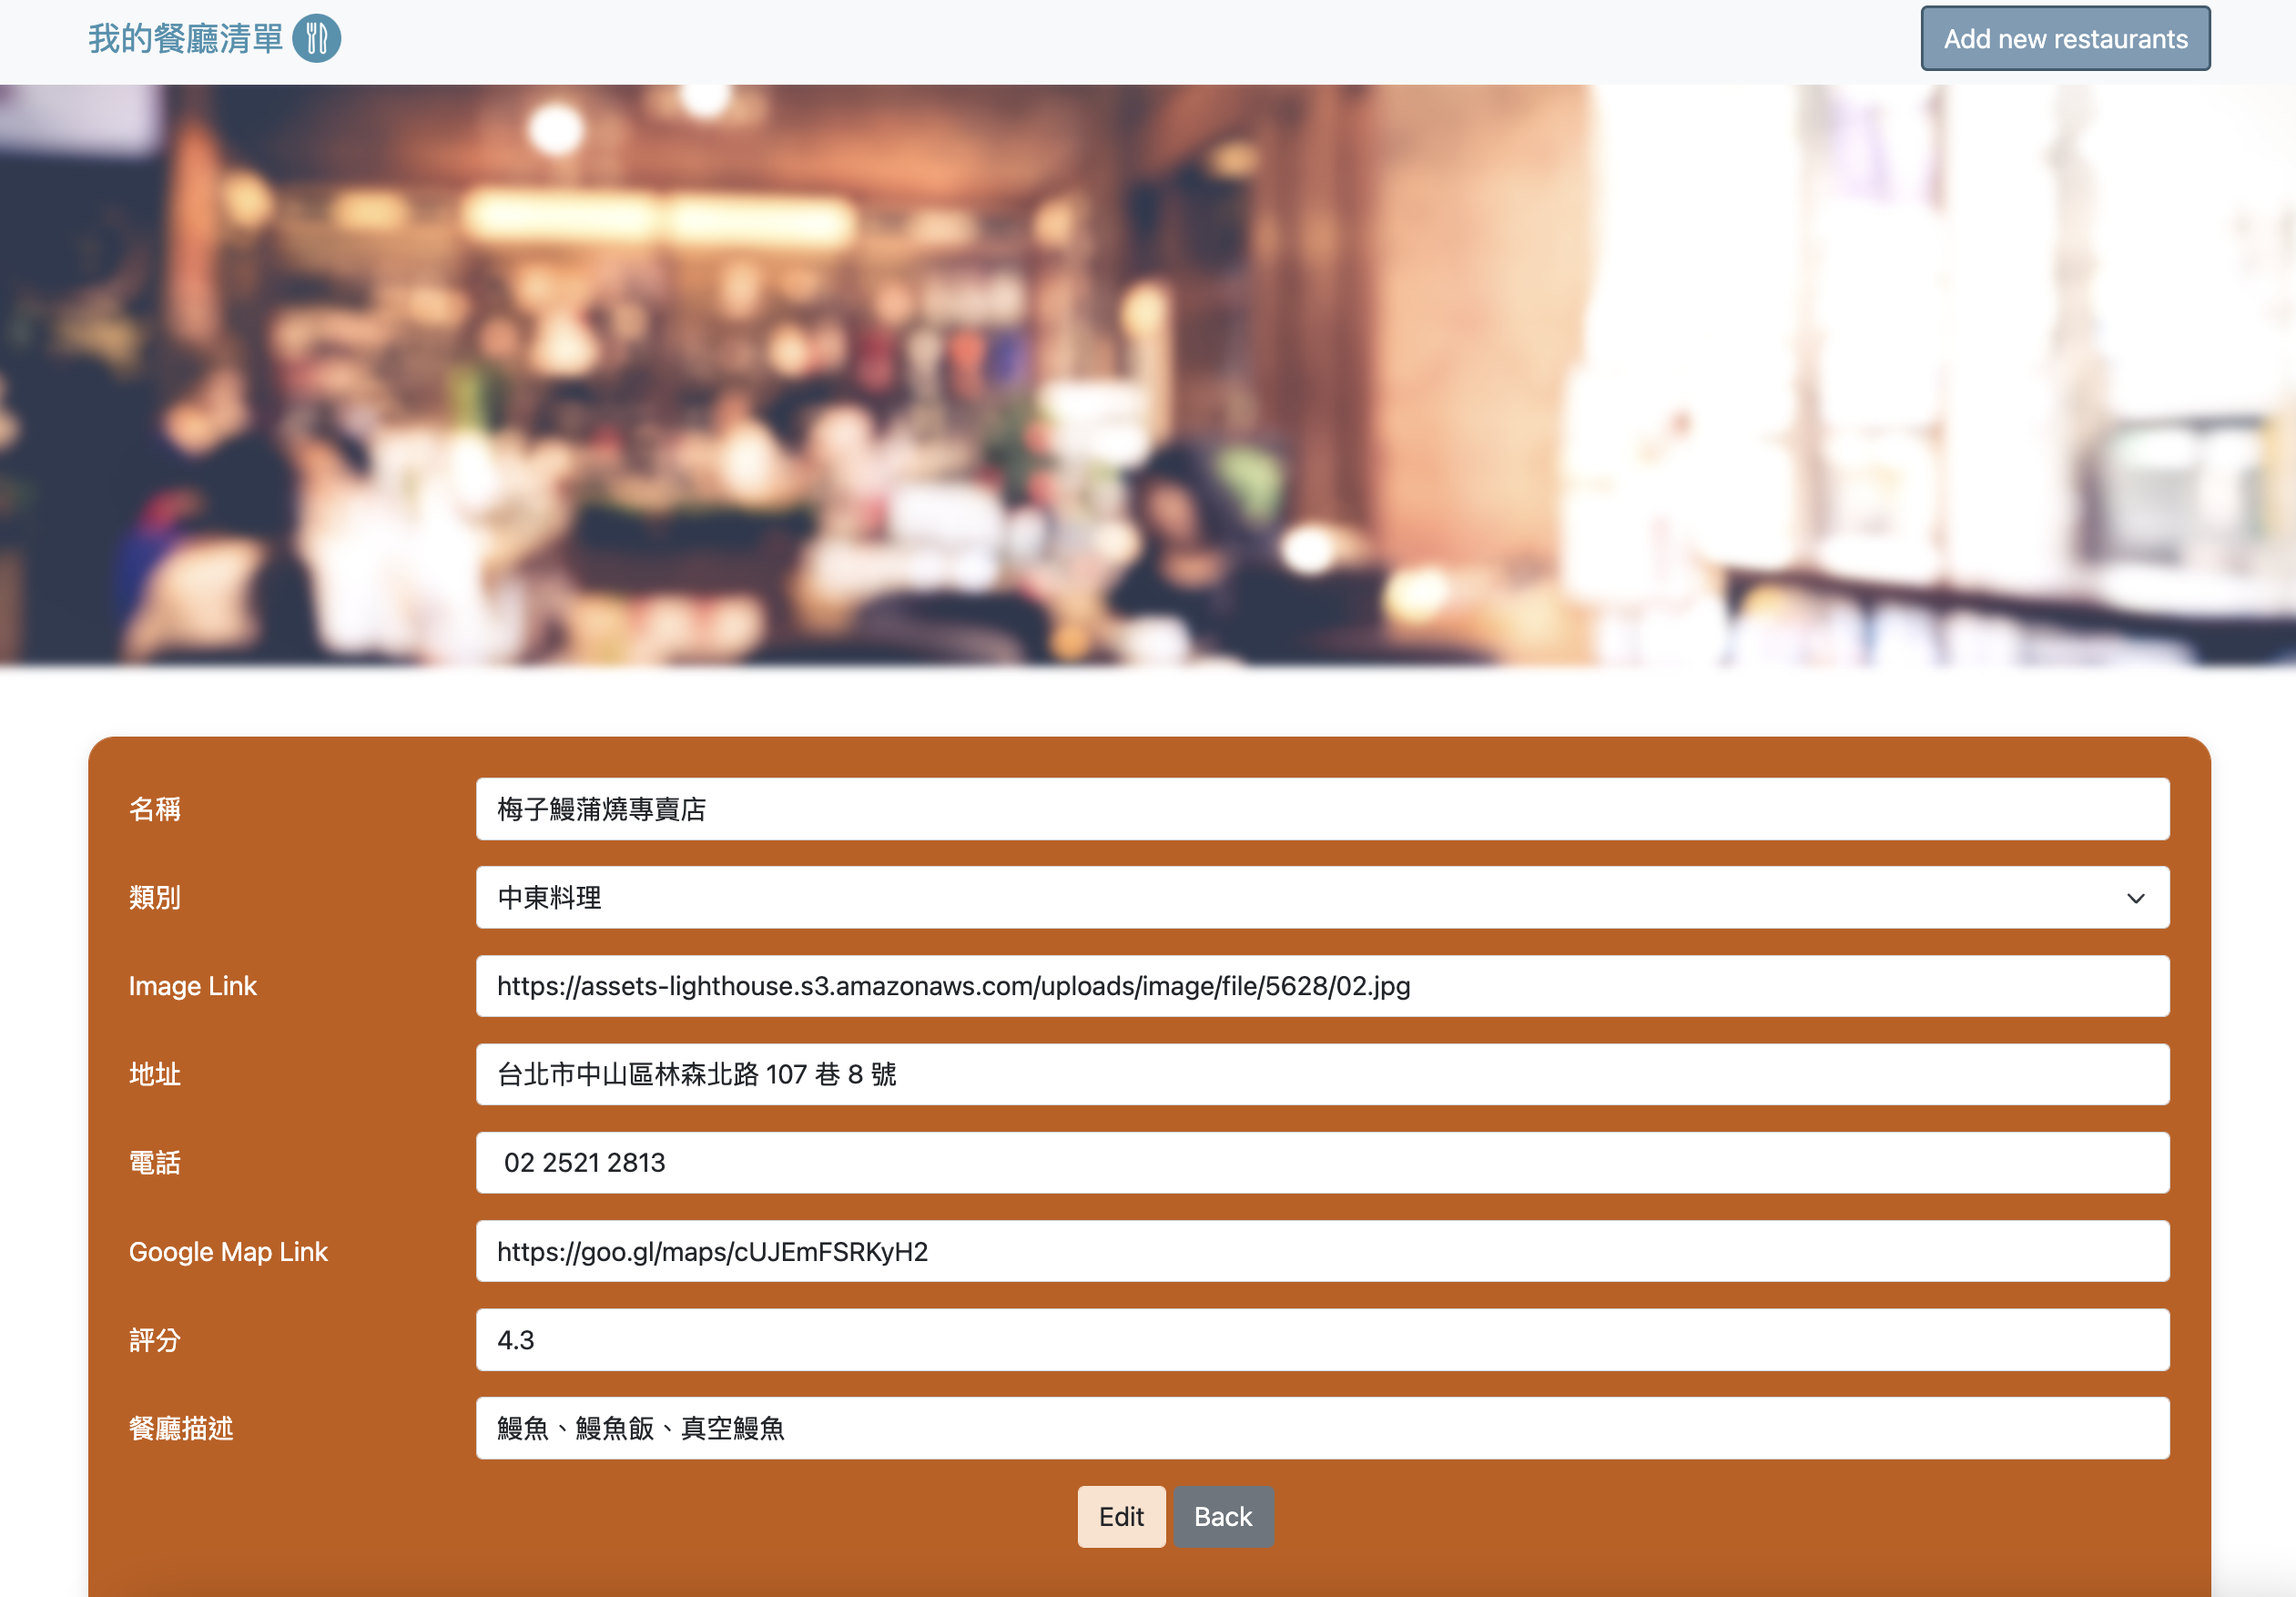 我的餐廳清單
Add new restaurants
名稱
梅子鰻蒲燒專賣店
類別
中東料理
Image Link
https://assets-lighthouse.s3.amazonaws.com/uploads/image/file/5628/02.jpg
地址
台北市中山區林森北路 107 巷 8 號
電話
02 2521 2813
Google Map Link
https://goo.gl/maps/cUJEmFSRKyH2
評分
4.3
餐廳描述
鰻魚、鰻魚飯、真空鰻魚
Edit
Back